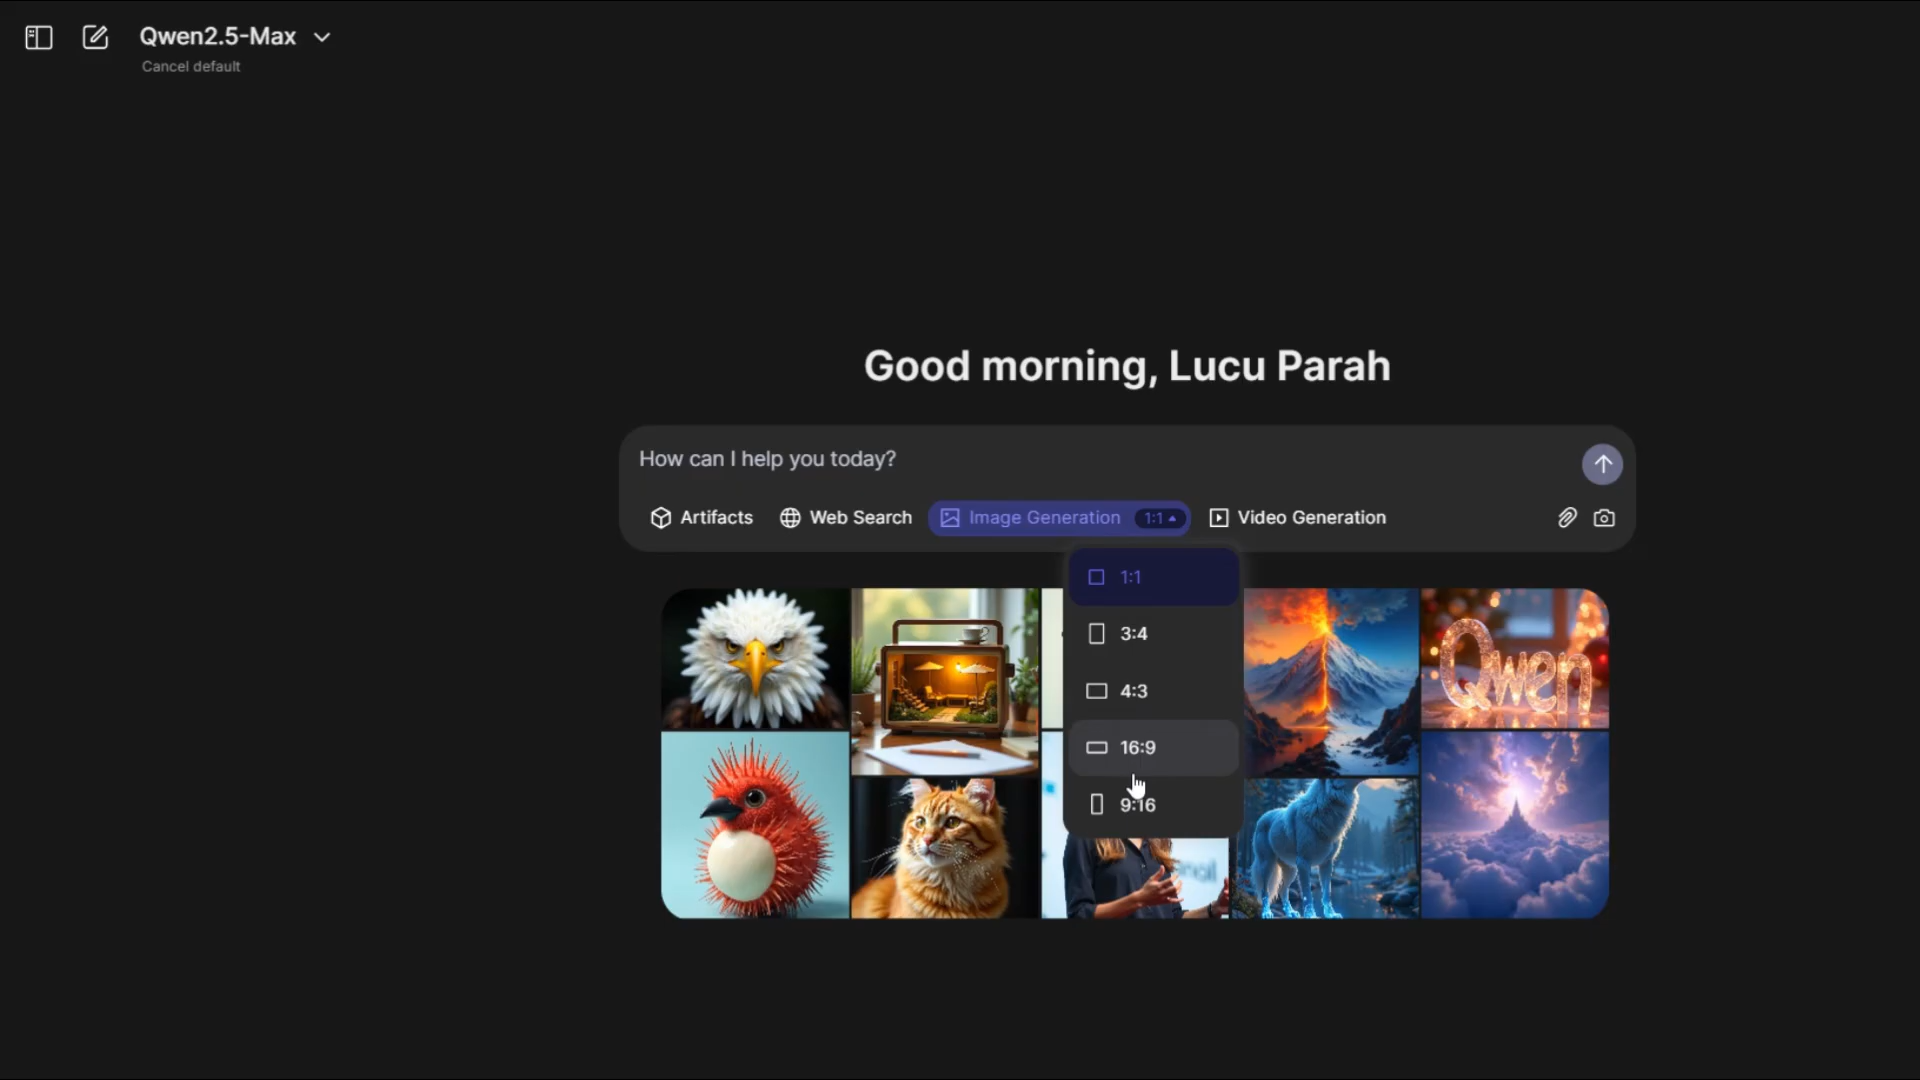 Qwen2.5-Max
Cancel default
Good morning, Lucu Parah
How can I help you today?
Artifacts
Web Search
Image Generation
1:1
Video Generation
1:1
3:4
4:3
16:9
9:16
Qwen